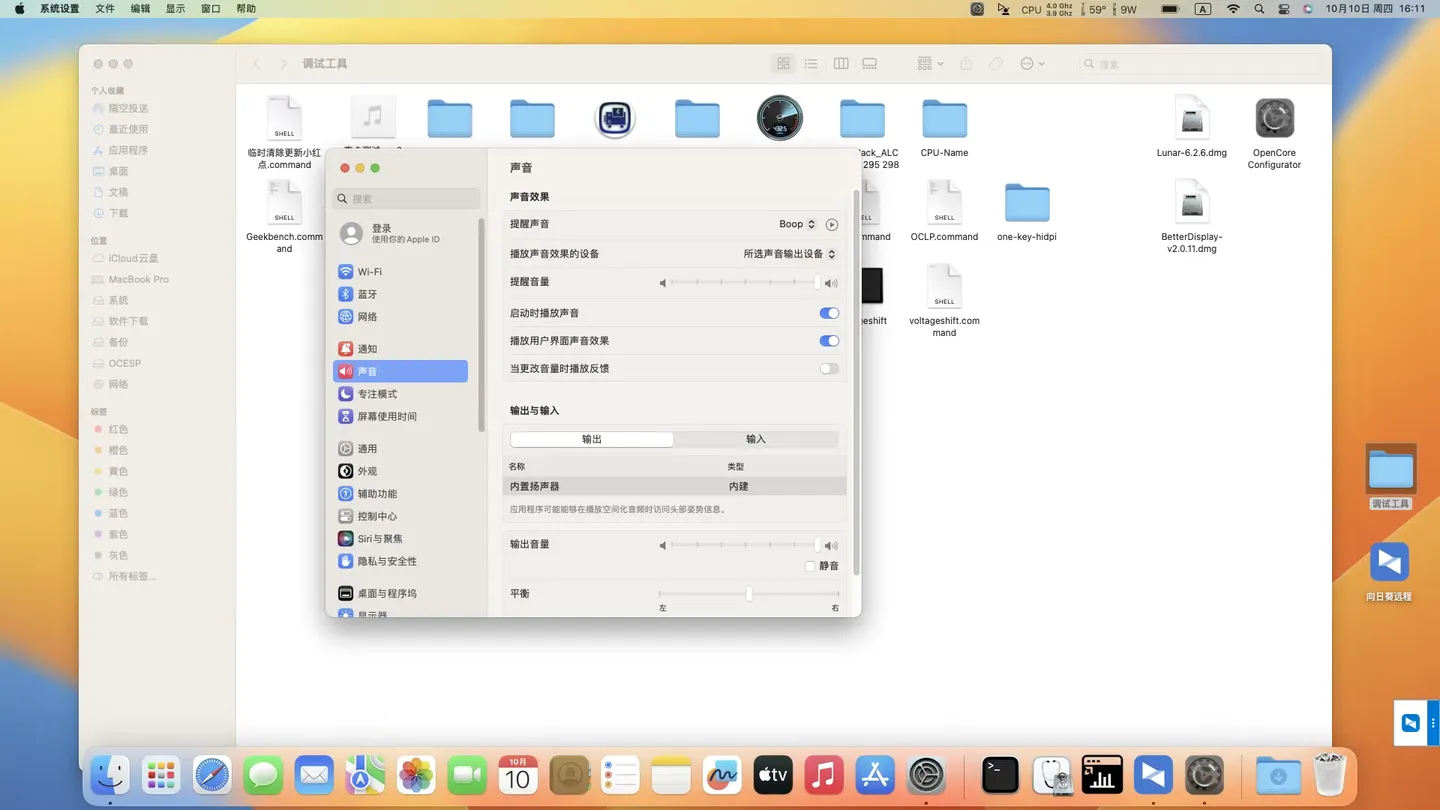 系统设置 文件 编辑 显示 窗口 帮助
CPU 4.0 Ghz 3.9 Ghz 59° 9W A 10月10日 周四 16:11
调试工具
搜索
个人收藏
隔空投送
最近使用
应用程序
桌面
文稿
下载
位置
iCloud云盘
MacBook Pro
系统
软件下载
备份
OCESP
网络
标签
红色
橙色
黄色
绿色
蓝色
紫色
灰色
所有标签...
SHELL
临时清除更新小红
点.command
ack_ALC
295 298
CPU-Name
Lunar-6.2.6.dmg
OpenCore
Configurator
SHELL
Geekbench.comm
and
SHELL
mmand
SHELL
OCLP.command
one-key-hidpi
BetterDisplay-
v2.0.11.dmg
eshift
SHELL
voltageshift.com
mand
搜索
登录
使用你的 Apple ID
Wi-Fi
蓝牙
网络
通知
声音
专注模式
屏幕使用时间
通用
外观
辅助功能
控制中心
Siri与聚焦
隐私与安全性
桌面与程序坞
显示器
声音
声音效果
提醒声音 Boop
播放声音效果的设备 所选声音输出设备
提醒音量
启动时播放声音
播放用户界面声音效果
当更改音量时播放反馈
输出与输入
输出 输入
名称 类型
内置扬声器 内建
应用程序可能能够在播放空间化音频时访问头部姿势信息。
输出音量
静音
平衡
左 右
调试工具
向日葵远程
10月
10
tv